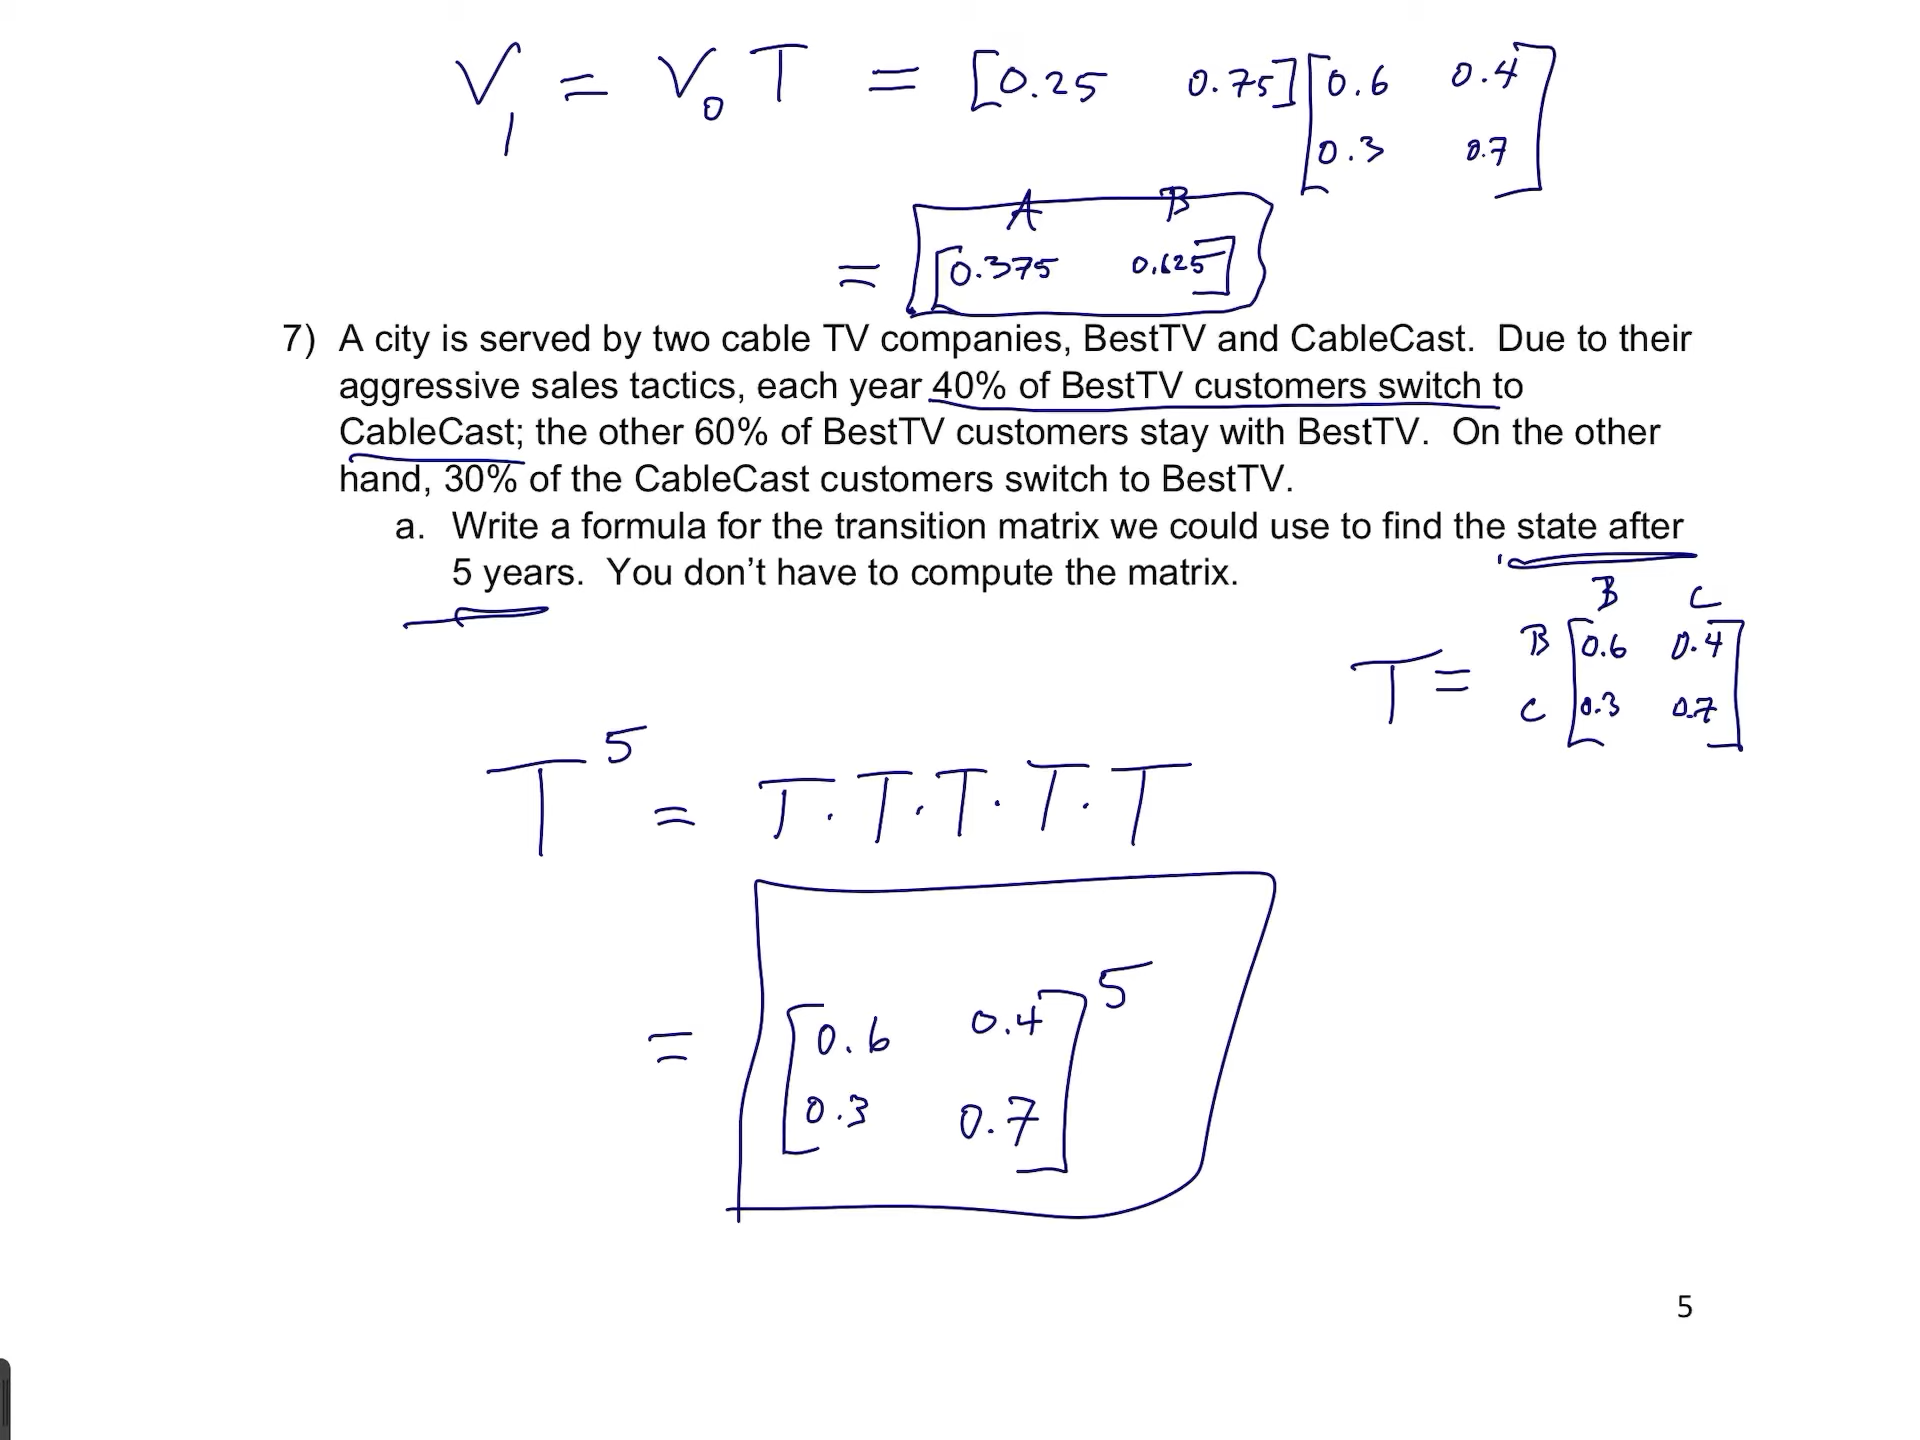 V₁ = V₀ T = [0.25 0.75] [0.6 0.4
0.3 0.7]
A B
= [0.375 0.625]
7) A city is served by two cable TV companies, BestTV and CableCast. Due to their
aggressive sales tactics, each year 40% of BestTV customers switch to
CableCast; the other 60% of BestTV customers stay with BestTV. On the other
hand, 30% of the CableCast customers switch to BestTV.
a. Write a formula for the transition matrix we could use to find the state after
5 years. You don't have to compute the matrix.
B C
T = B [0.6 0.4
C 0.3 0.7]
T⁵ = T·T·T·T·T
= [0.6 0.4
0.3 0.7]⁵
5